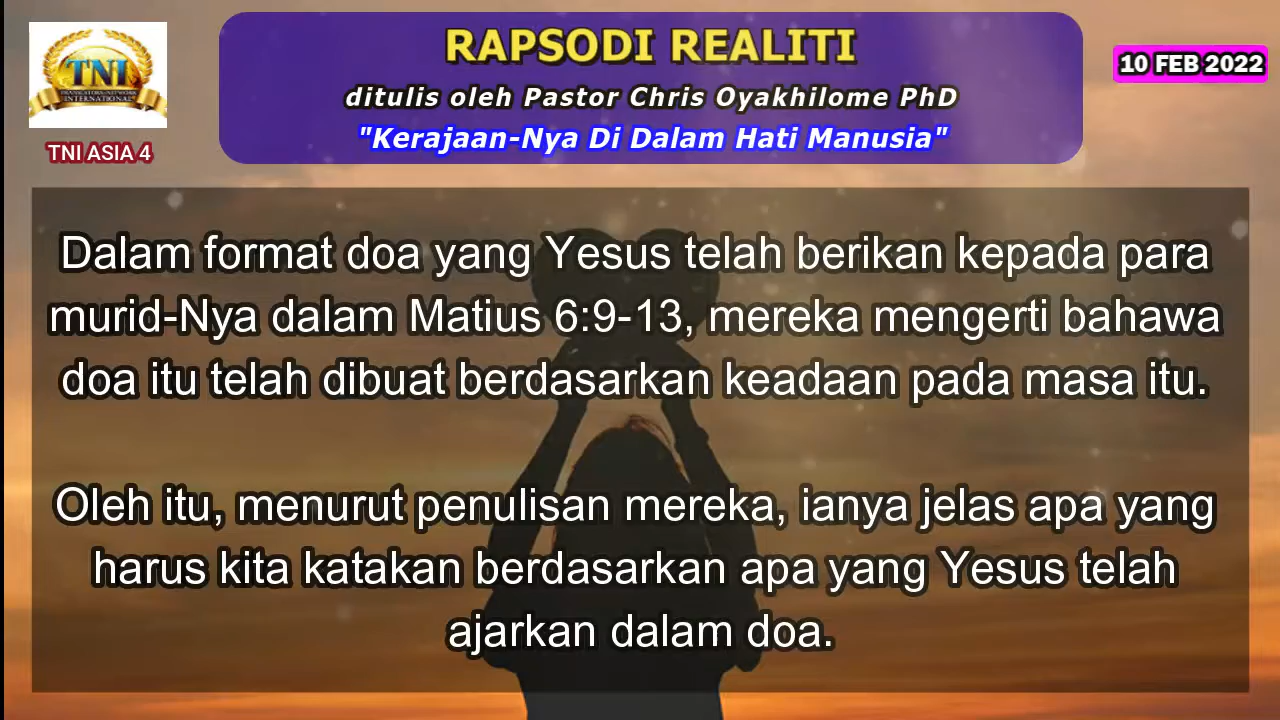 TNI
TRANSLATORS NETWORK
INTERNATIONAL
TNI ASIA 4
RAPSODI REALITI
ditulis oleh Pastor Chris Oyakhilome PhD
"Kerajaan-Nya Di Dalam Hati Manusia"
10 FEB 2022
Dalam format doa yang Yesus telah berikan kepada para
murid-Nya dalam Matius 6:9-13, mereka mengerti bahawa
doa itu telah dibuat berdasarkan keadaan pada masa itu.
Oleh itu, menurut penulisan mereka, ianya jelas apa yang
harus kita katakan berdasarkan apa yang Yesus telah
ajarkan dalam doa.